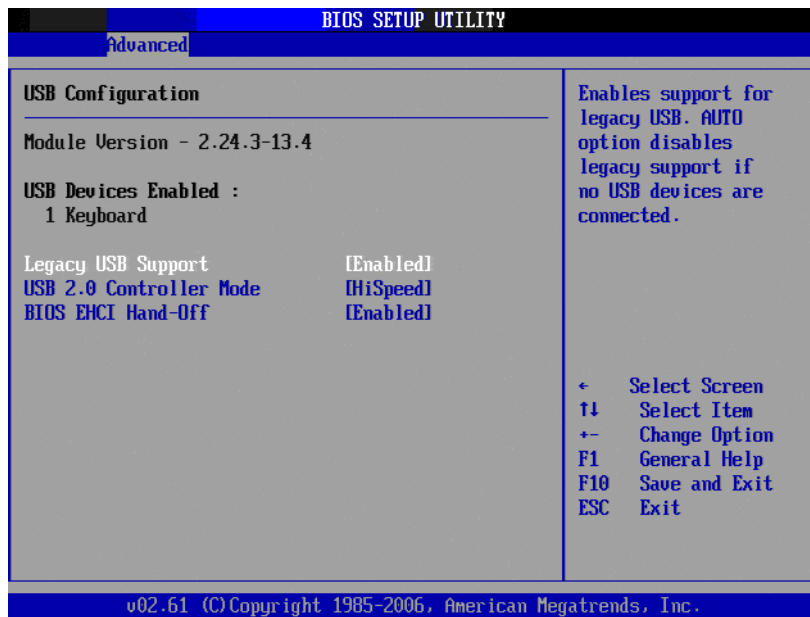 BIOS SETUP UTILITY
Advanced
USB Configuration
Module Version - 2.24.3-13.4
USB Devices Enabled :
1 Keyboard
Legacy USB Support [Enabled]
USB 2.0 Controller Mode [HiSpeed]
BIOS EHCI Hand-Off [Enabled]
Enables support for
legacy USB. AUTO
option disables
legacy support if
no USB devices are
connected.
← Select Screen
↑↓ Select Item
+- Change Option
F1 General Help
F10 Save and Exit
ESC Exit
v02.61 (C)Copyright 1985-2006, American Megatrends, Inc.